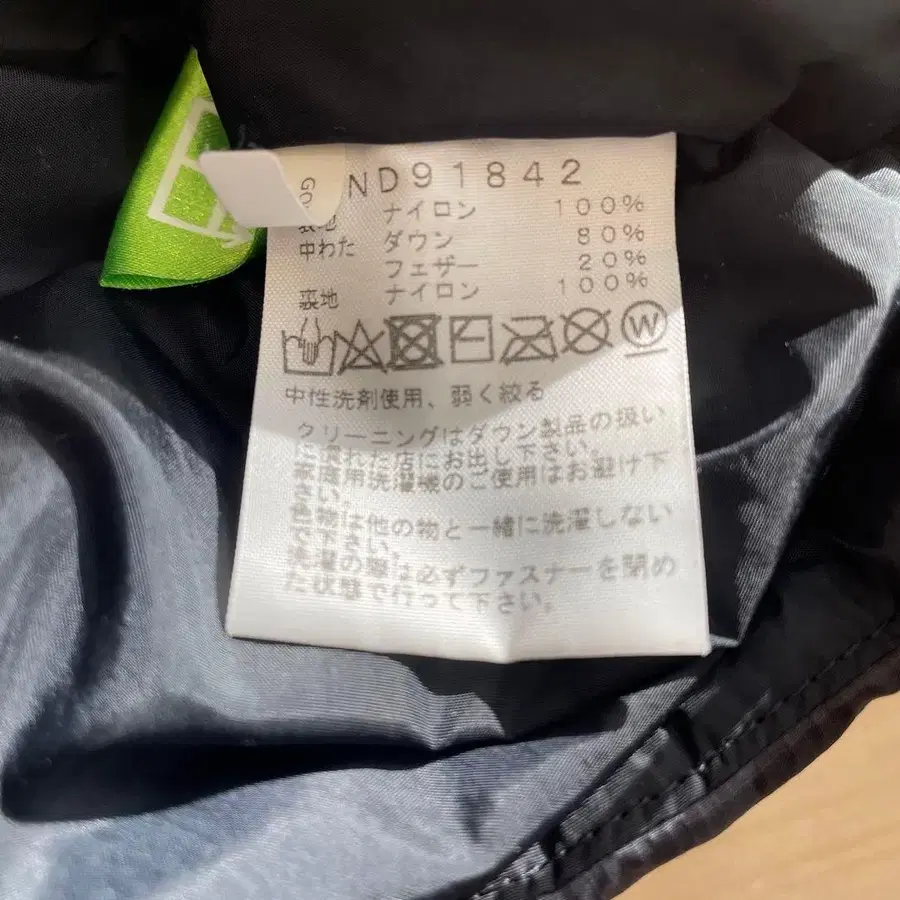 GO
ND91842
表地 ナイロン 100%
中わた ダウン 80%
フェザー 20%
裏地 ナイロン 100%
W
中性洗剤使用、弱く絞る
クリーニングはダウン製品の扱い
に慣れた店にお出し下さい。
家庭用洗濯機のご使用はお避け下
さい。
は他の物と一緒に洗濯しない
で下さい。
洗濯の際は必ずファスナーを閉め
た状態で行って下さい。